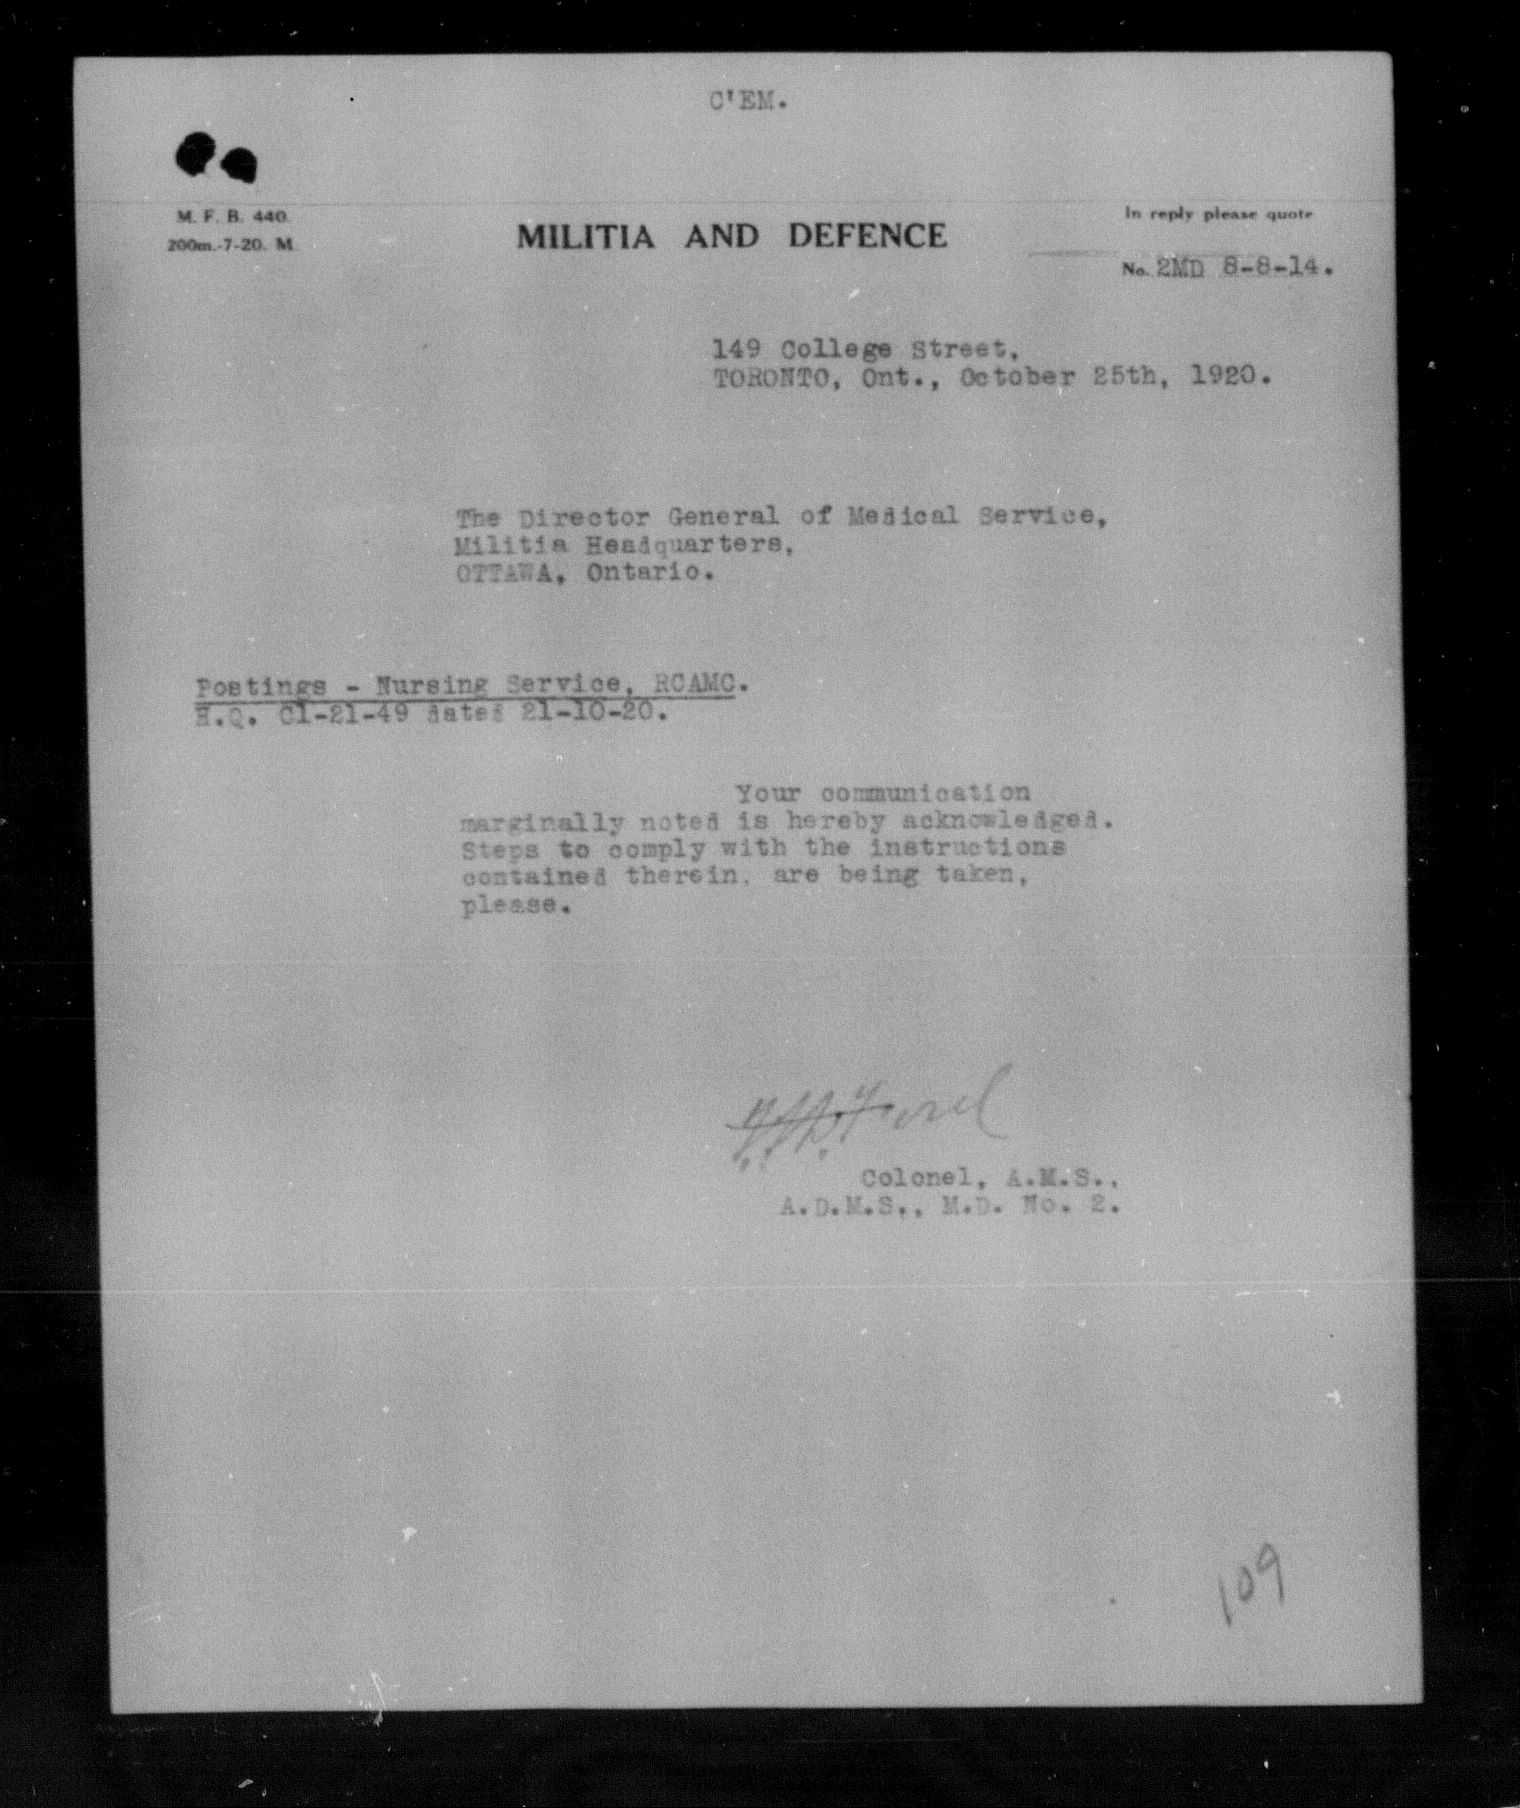 C'EM.
M. F. B. 440.
200m.-7-20. M.
MILITIA AND DEFENCE
In reply please quote
No. 2MD 8-8-14.
149 College Street,
TORONTO, Ont., October 25th, 1920.
The Director General of Medical Service,
Militia Headquarters,
OTTAWA, Ontario.
Postings - Nursing Service, RCAMC.
H.Q. C1-21-49 dated 21-10-20.
Your communication
marginally noted is hereby acknowledged.
Steps to comply with the instructions
contained therein, are being taken,
please.
Colonel, A.M.S.,
A.D.M.S., M.D. No. 2.
109